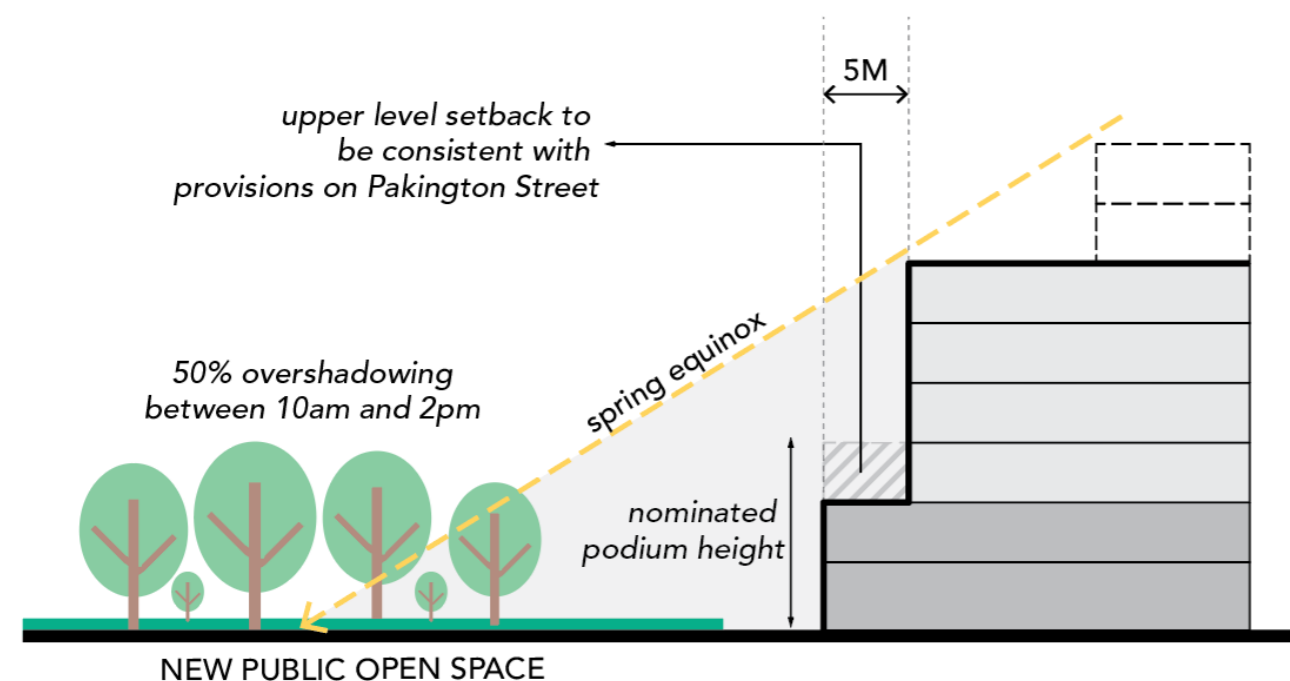 5M
upper level setback to
be consistent with
provisions on Pakington Street
spring equinox
50% overshadowing
between 10am and 2pm
nominated
podium height
NEW PUBLIC OPEN SPACE